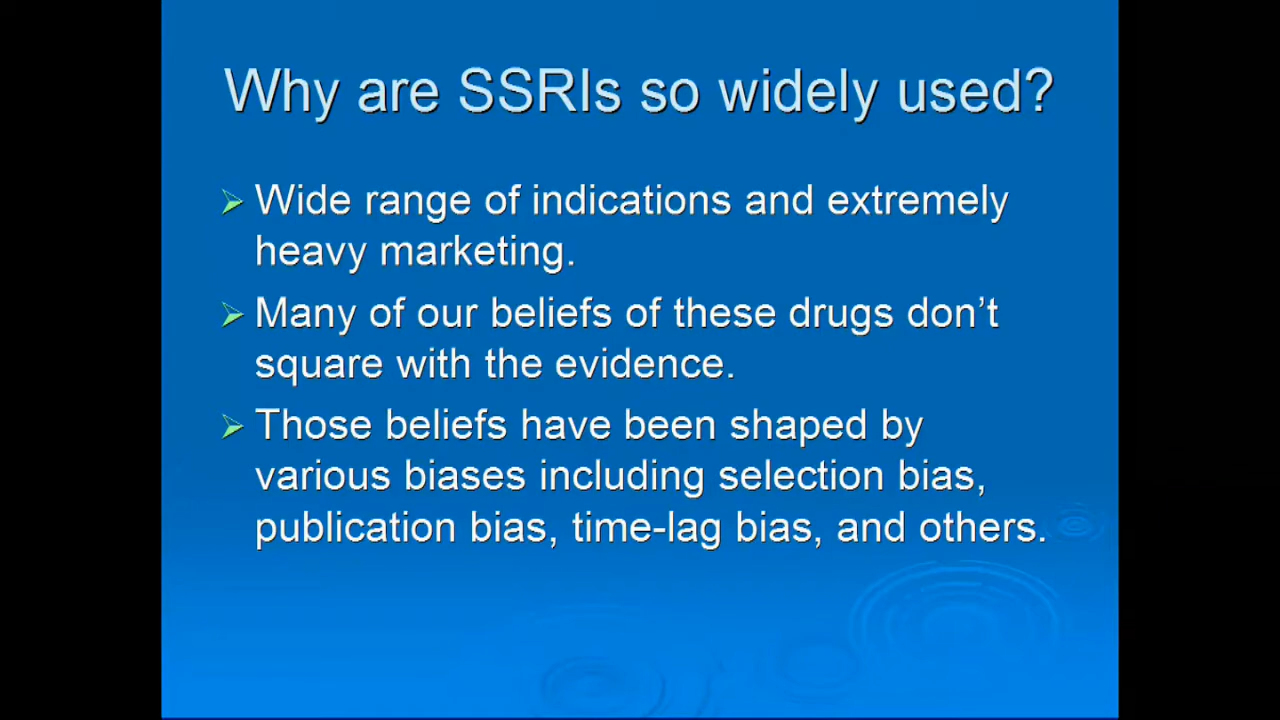 Why are SSRIs so widely used?
Wide range of indications and extremely
heavy marketing.
Many of our beliefs of these drugs don't
square with the evidence.
Those beliefs have been shaped by
various biases including selection bias,
publication bias, time-lag bias, and others.